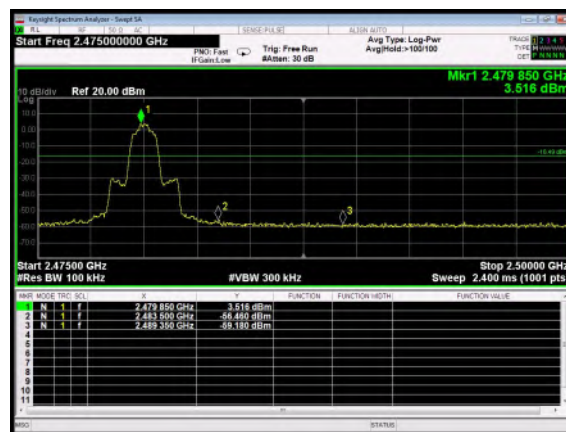 Keysight Spectrum Analyzer - Swept SA
RL RF 50 Ω AC SENSE:PULSE ALIGN AUTO
Start Freq 2.475000000 GHz
PNO: Fast
IFGain:Low
Trig: Free Run
#Atten: 30 dB
Avg Type: Log-Pwr
Avg|Hold:>100/100
TRACE 1 2 3 4 5
TYPE M
DET P N N N N
Mkr1 2.479 850 GHz
3.516 dBm
10 dB/div Ref 20.00 dBm
Log
10.0
0.00
-10.0
-20.0
-30.0
-40.0
-50.0
-60.0
-70.0
1
2
3
Start 2.47500 GHz
Stop 2.50000 GHz
#Res BW 100 kHz
#VBW 300 kHz
Sweep 2.400 ms (1001 pts)
MKR MODE TRC SCL X Y FUNCTION FUNCTION WIDTH FUNCTION VALUE
1 N 1 f 2.479 850 GHz 3.516 dBm
2 N 1 f 2.483 500 GHz -56.460 dBm
3 N 1 f 2.489 350 GHz -59.180 dBm
4
5
6
7
8
9
10
11
MSG STATUS